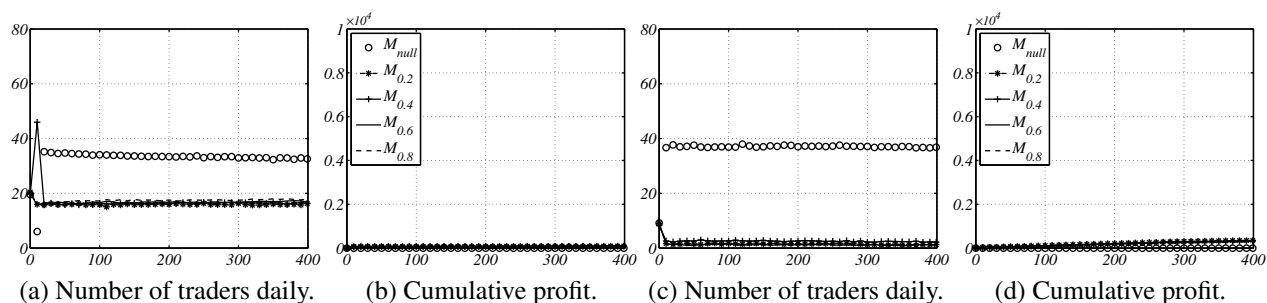 80
60
40
20
0
0 100 200 300 400
(a) Number of traders daily.
1×10⁴
0.8
0.6
0.4
0.2
0
0 100 200 300 400
M_null
M_0.2
M_0.4
M_0.6
M_0.8
(b) Cumulative profit.
80
60
40
20
0
0 100 200 300 400
(c) Number of traders daily.
1×10⁴
0.8
0.6
0.4
0.2
0
0 100 200 300 400
M_null
M_0.2
M_0.4
M_0.6
M_0.8
(d) Cumulative profit.